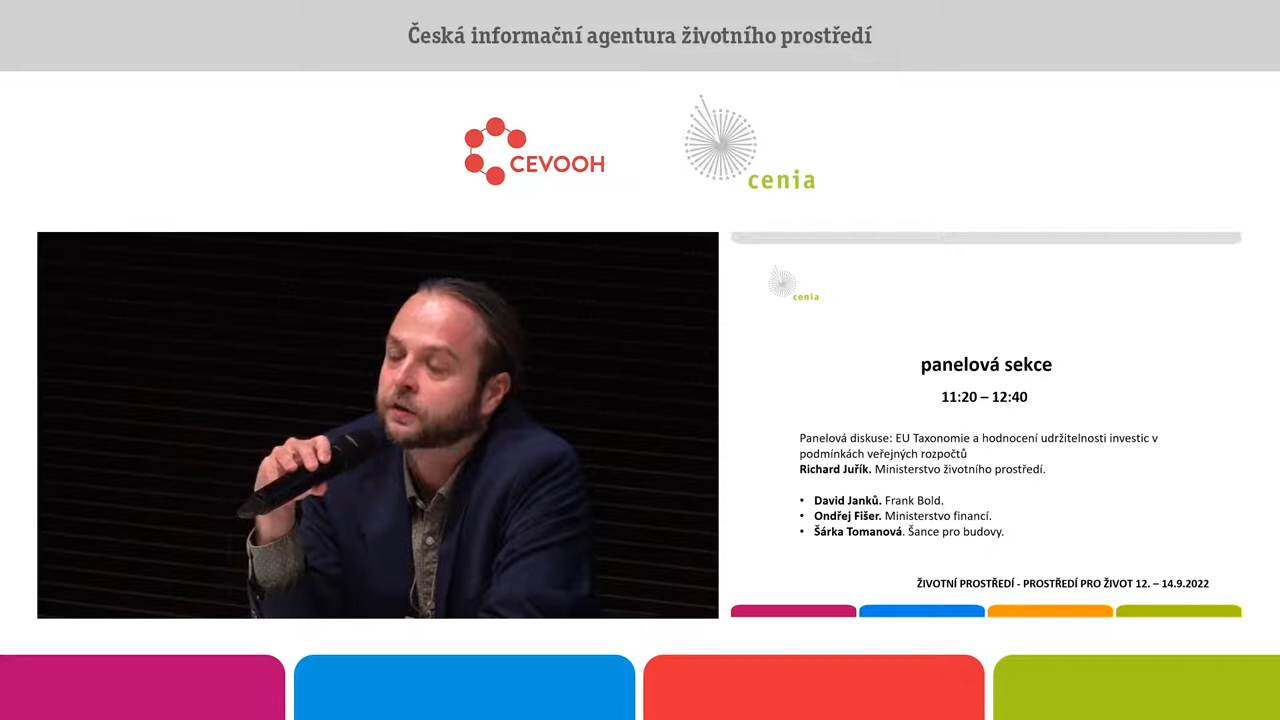 Česká informační agentura životního prostředí
CEVOOH
cenia
cenia
panelová sekce
11:20 – 12:40
Panelová diskuse: EU Taxonomie a hodnocení udržitelnosti investic v
podmínkách veřejných rozpočtů
Richard Juřík. Ministerstvo životního prostředí.
• David Janků. Frank Bold.
• Ondřej Fišer. Ministerstvo financí.
• Šárka Tomanová. Šance pro budovy.
ŽIVOTNÍ PROSTŘEDÍ - PROSTŘEDÍ PRO ŽIVOT 12. – 14.9.2022